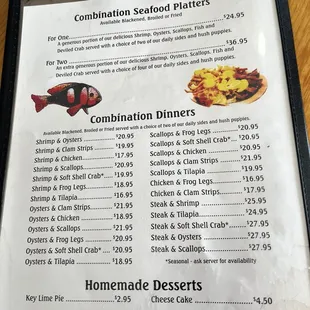 Combination Seafood Platters
Available Blackened, Broiled or Fried
For One $24.95
A generous portion of our delicious Shrimp, Oysters, Scallops, Fish and
Deviled Crab served with a choice of two of our daily sides and hush puppies.
For Two $36.95
An extra generous portion of our delicious Shrimp, Oysters, Scallops, Fish and
Deviled Crab served with a choice of four of our daily sides and hush puppies.
Combination Dinners
Available Blackened, Broiled or Fried served with a choice of two of our daily sides and hush puppies.
Shrimp & Oysters $20.95
Shrimp & Clam Strips $19.95
Shrimp & Chicken $17.95
Shrimp & Scallops $20.95
Shrimp & Soft Shell Crab* $19.95
Shrimp & Frog Legs $18.95
Shrimp & Tilapia $16.95
Oysters & Clam Strips $21.95
Oysters & Chicken $18.95
Oysters & Scallops $21.95
Oysters & Frog Legs $20.95
Oysters & Soft Shell Crab* $20.95
Oysters & Tilapia $18.95
Scallops & Frog Legs $20.95
Scallops & Soft Shell Crab* $20.95
Scallops & Chicken $20.95
Scallops & Clam Strips $21.95
Scallops & Tilapia $19.95
Chicken & Frog Legs $16.95
Chicken & Clam Strips $17.95
Steak & Shrimp $25.95
Steak & Tilapia $24.95
Steak & Soft Shell Crab* $27.95
Steak & Oysters $27.95
Steak & Scallops $27.95
*Seasonal - ask server for availability
Homemade Desserts
Key Lime Pie $2.95
Cheese Cake $4.50